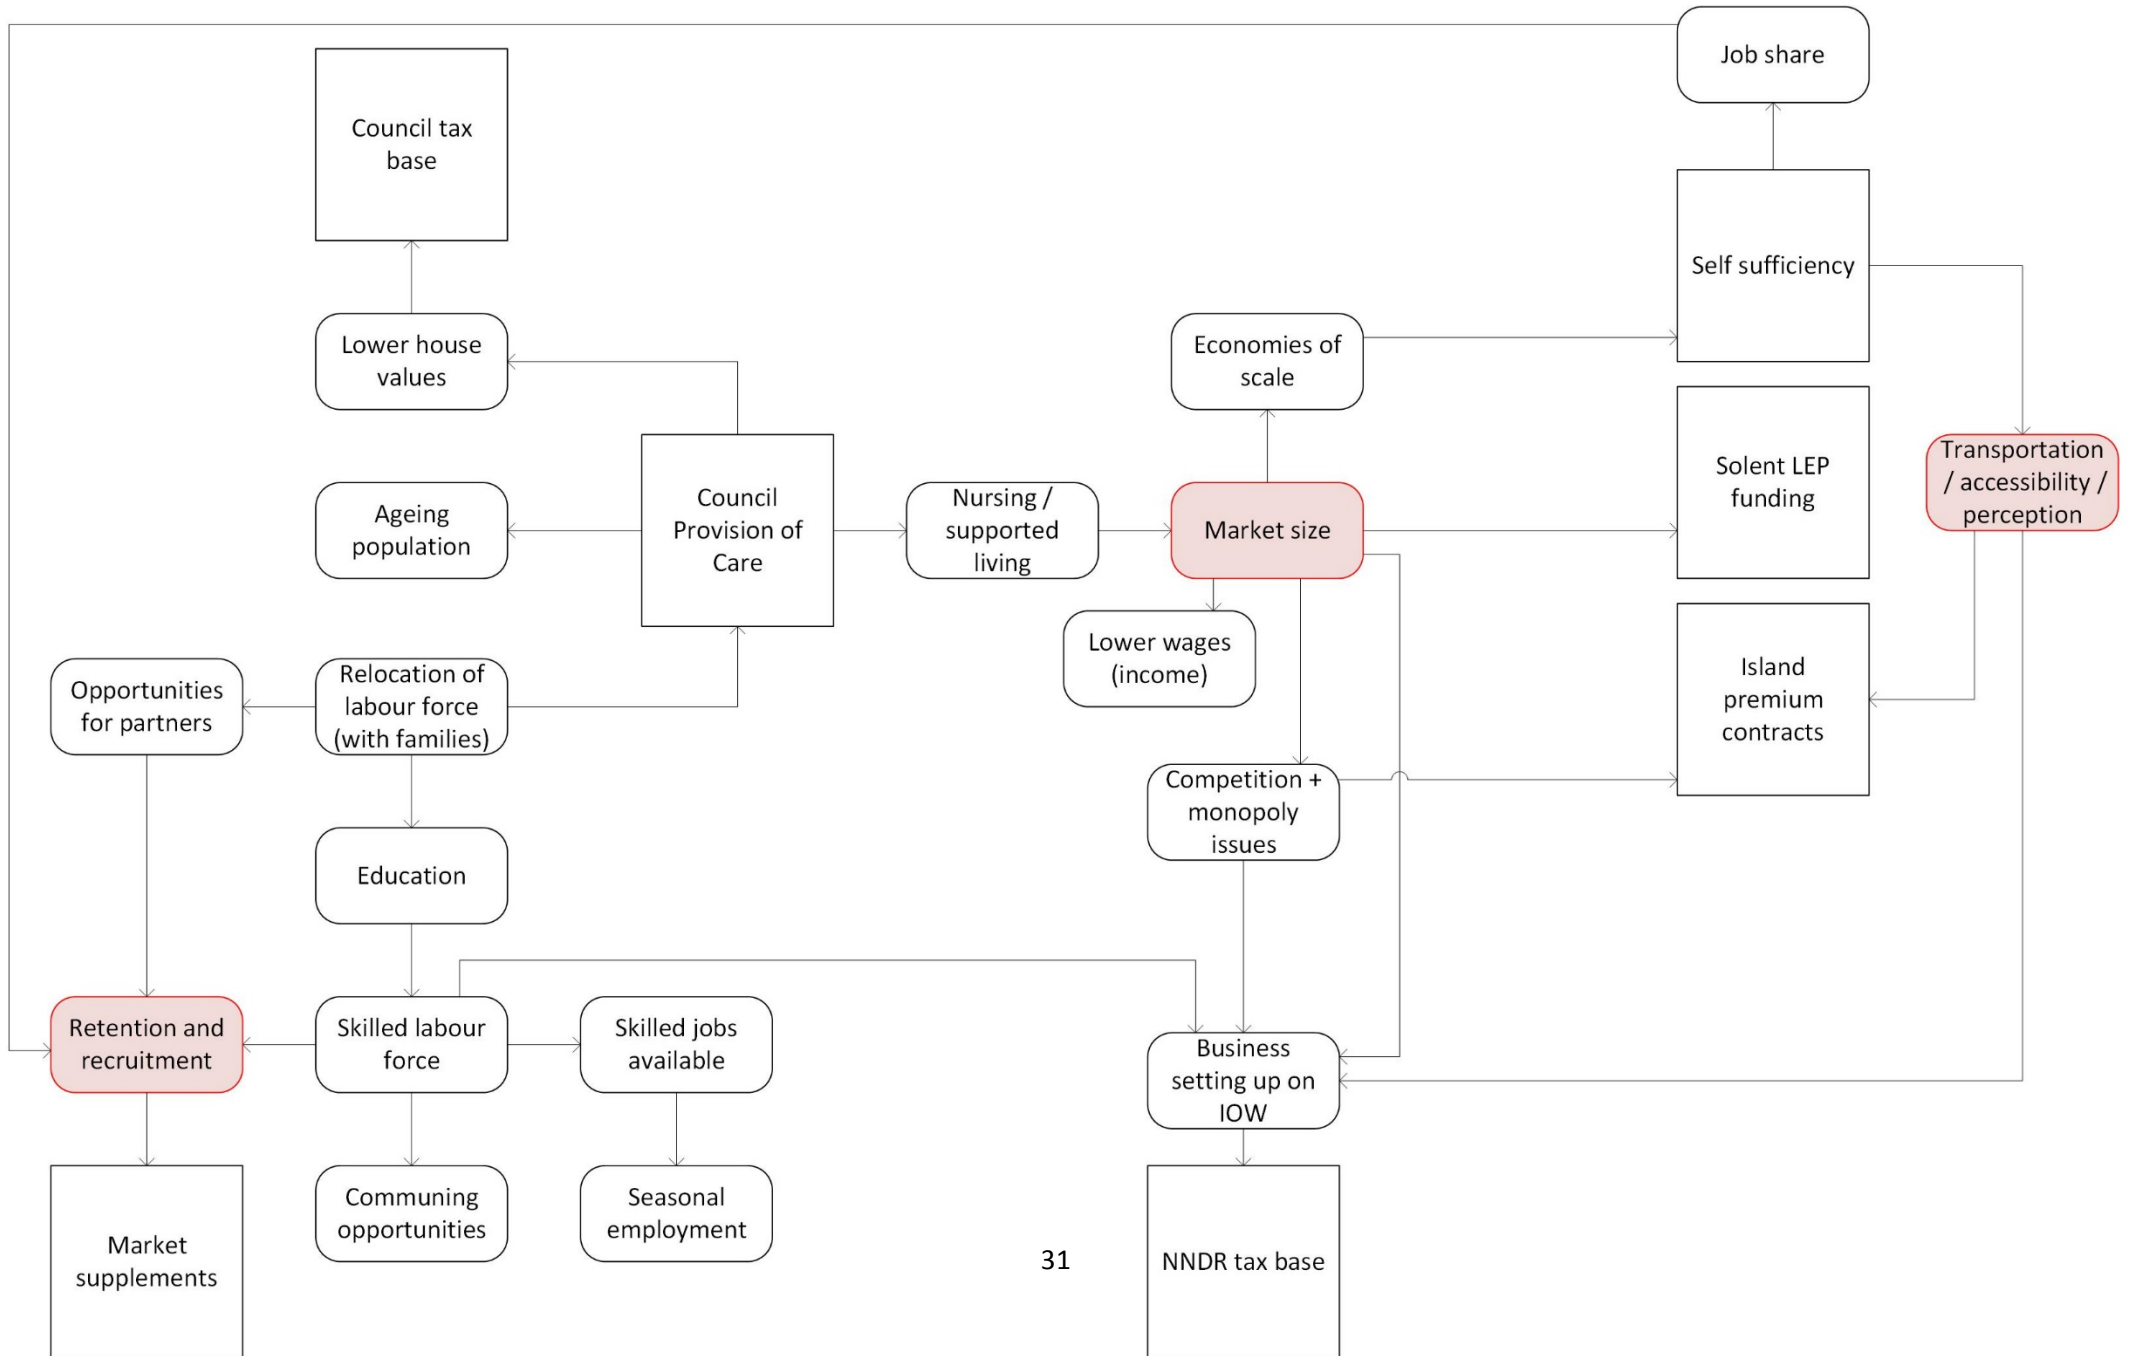 Job share
Council tax
base
Self sufficiency
Lower house
values
Economies of
scale
Transportation
/ accessibility /
perception
Solent LEP
funding
Ageing
population
Council
Provision of
Care
Nursing /
supported
living
Market size
Lower wages
(income)
Island
premium
contracts
Opportunities
for partners
Relocation of
labour force
(with families)
Competition +
monopoly
issues
Education
Retention and
recruitment
Skilled labour
force
Skilled jobs
available
Business
setting up on
IOW
Communing
opportunities
Seasonal
employment
Market
supplements
31
NNDR tax base